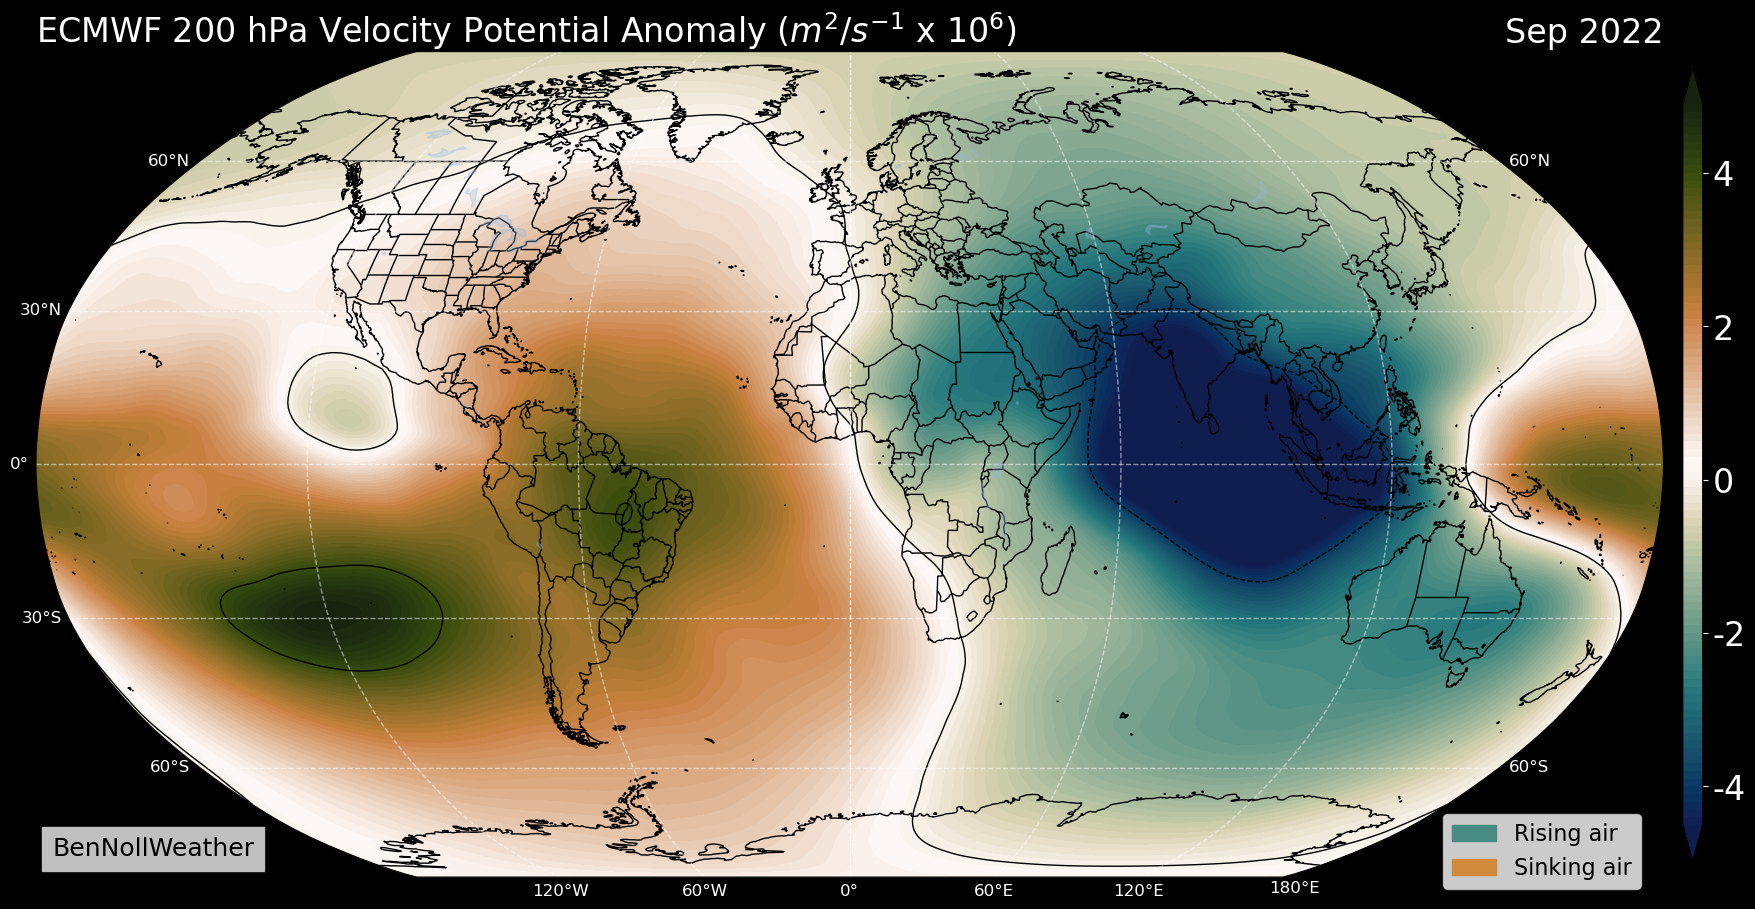 ECMWF 200 hPa Velocity Potential Anomaly (m²/s⁻¹ x 10⁶)
Sep 2022
60°N
60°N
4
30°N
2
0°
0
30°S
-2
60°S
60°S
-4
BenNollWeather
Rising air
Sinking air
120°W
60°W
0°
60°E
120°E
180°E